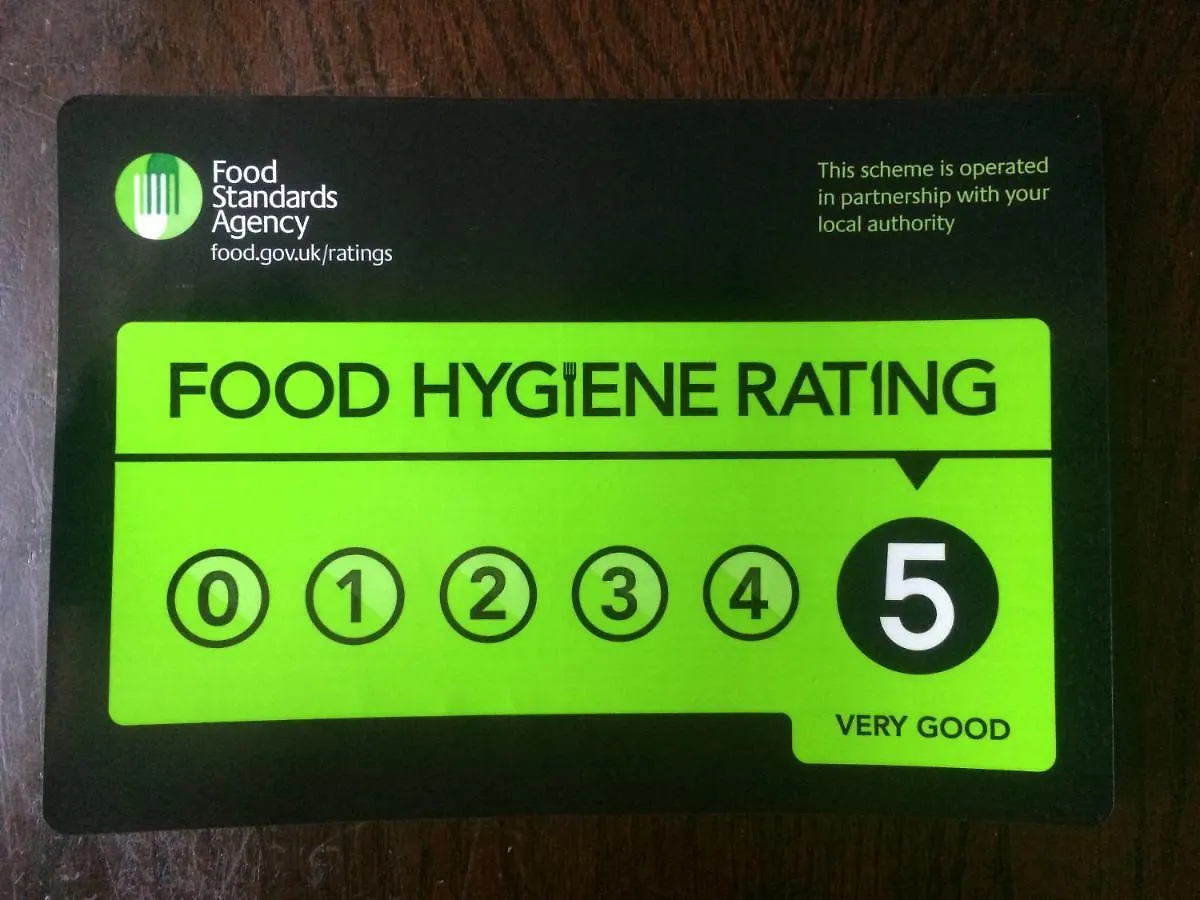 Food
Standards
Agency
food.gov.uk/ratings
This scheme is operated
in partnership with your
local authority
FOOD HYGIENE RATING
0 1 2 3 4 5
VERY GOOD